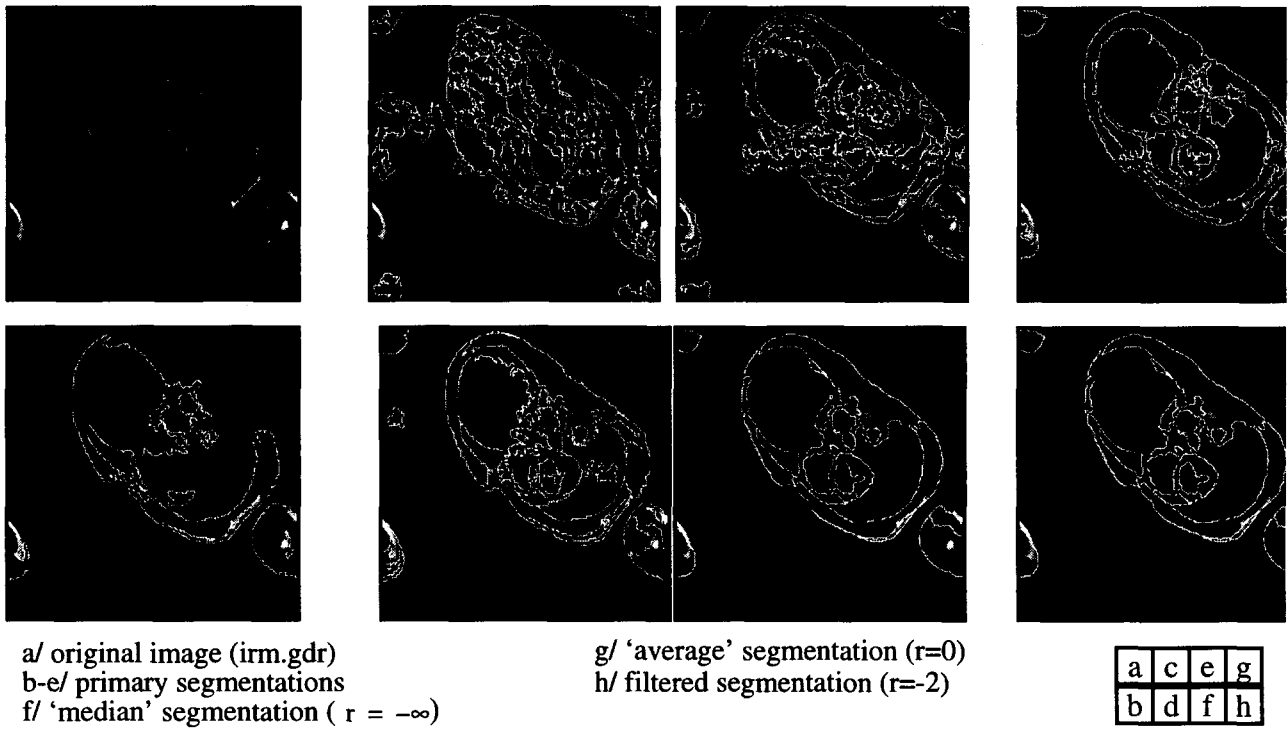 a/ original image (irm.gdr)
b-e/ primary segmentations
f/ ‘median’ segmentation ( r = −∞)
g/ ‘average’ segmentation (r=0)
h/ filtered segmentation (r=-2)
a c e g
b d f h